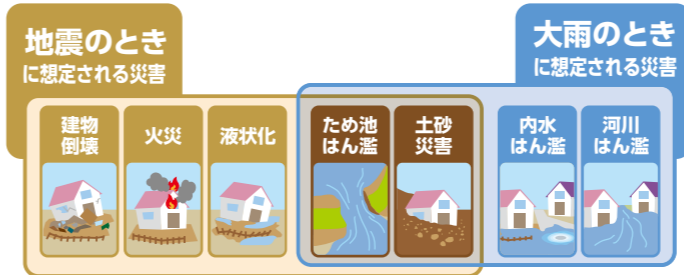 地震のとき
に想定される災害
大雨のとき
に想定される災害
建物
倒壊
火災
液状化
ため池
はん濫
土砂
災害
内水
はん濫
河川
はん濫